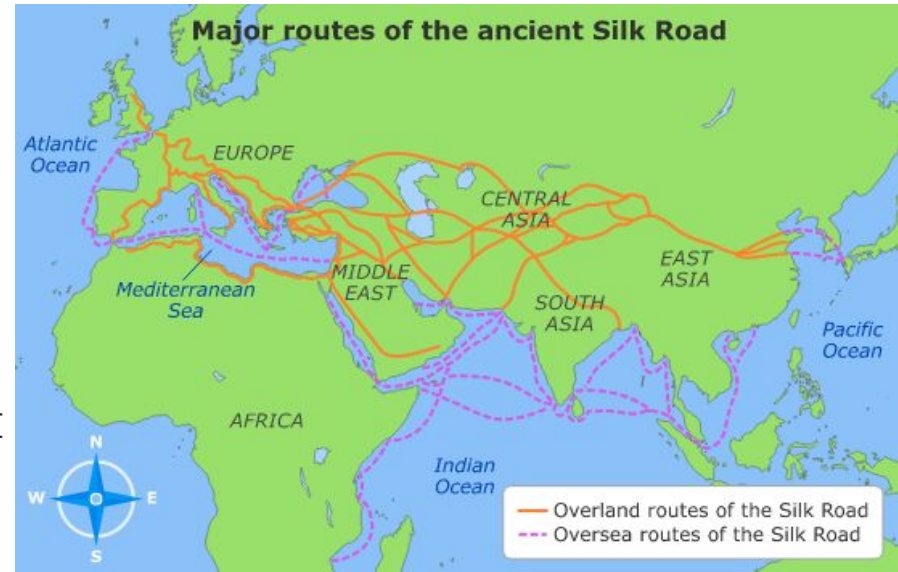 Major routes of the ancient Silk Road
Atlantic
Ocean
EUROPE
CENTRAL
ASIA
EAST
ASIA
MIDDLE
EAST
Mediterranean
Sea
SOUTH
ASIA
Pacific
Ocean
AFRICA
Indian
Ocean
N
W
E
S
Overland routes of the Silk Road
Oversea routes of the Silk Road